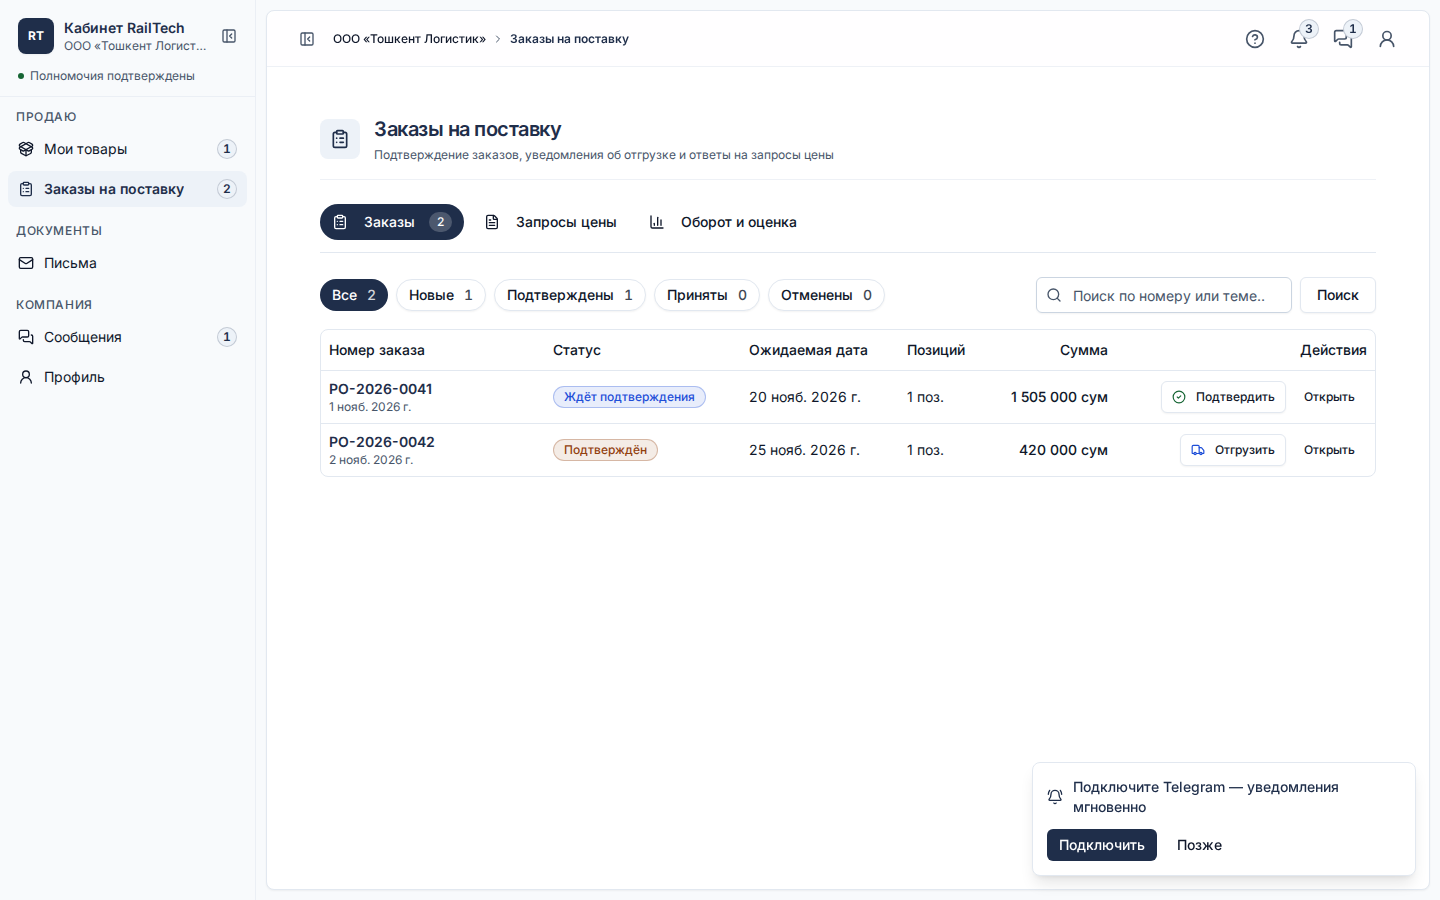 RT
Кабинет RailTech
ООО «Тошкент Логист...
Полномочия подтверждены
ПРОДАЮ
Мои товары 1
Заказы на поставку 2
ДОКУМЕНТЫ
Письма
КОМПАНИЯ
Сообщения 1
Профиль
ООО «Тошкент Логистик» › Заказы на поставку
3
1
Заказы на поставку
Подтверждение заказов, уведомления об отгрузке и ответы на запросы цены
Заказы 2 Запросы цены Оборот и оценка
Все 2 Новые 1 Подтверждены 1 Приняты 0 Отменены 0 Поиск по номеру или теме.. Поиск
Номер заказа Статус Ожидаемая дата Позиций Сумма Действия
PO-2026-0041 Ждёт подтверждения 20 нояб. 2026 г. 1 поз. 1 505 000 сум Подтвердить Открыть
1 нояб. 2026 г.
PO-2026-0042 Подтверждён 25 нояб. 2026 г. 1 поз. 420 000 сум Отгрузить Открыть
2 нояб. 2026 г.
Подключите Telegram — уведомления
мгновенно
Подключить Позже